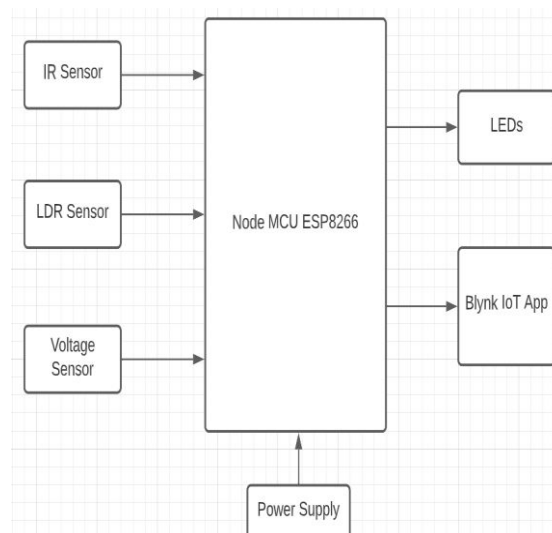 IR Sensor
LEDs
LDR Sensor
Node MCU ESP8266
Blynk IoT App
Voltage
Sensor
Power Supply